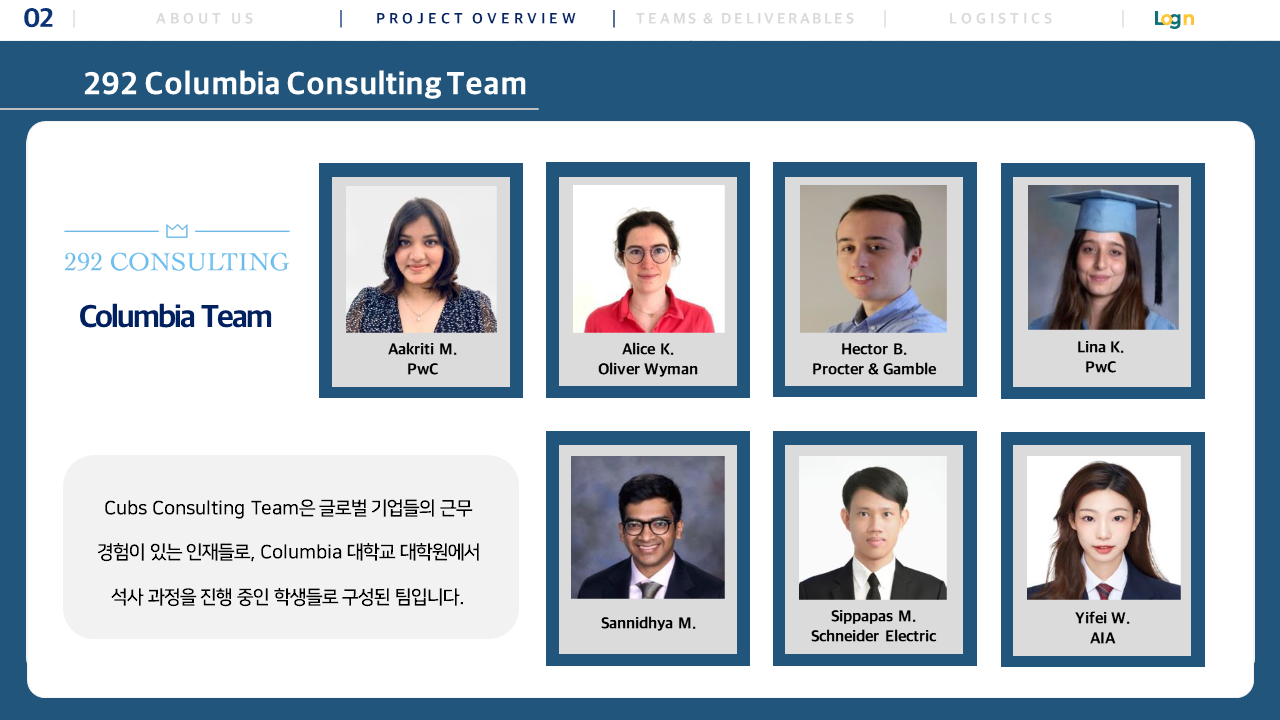 02
ABOUT US
PROJECT OVERVIEW
TEAMS & DELIVERABLES
LOGISTICS
Logn
292 Columbia Consulting Team
292 CONSULTING
Columbia Team
Aakriti M.
PwC
Alice K.
Oliver Wyman
Hector B.
Procter & Gamble
Lina K.
PwC
Cubs Consulting Team은 글로벌 기업들의 근무
경험이 있는 인재들로, Columbia 대학교 대학원에서
석사 과정을 진행 중인 학생들로 구성된 팀입니다.
Sannidhya M.
Sippapas M.
Schneider Electric
Yifei W.
AIA